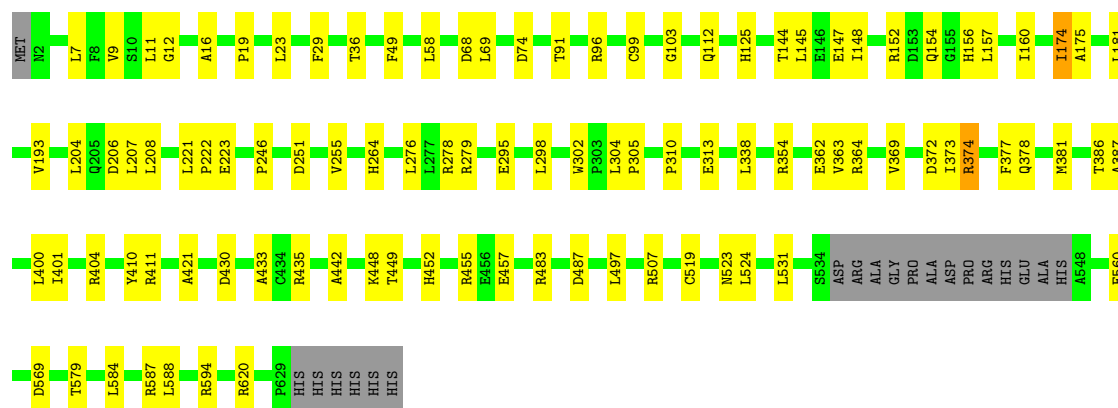 MET N2 L7 F8 V9 S10 L11 G12 A16 P19 L23 F29 T36 F49 L58 D68 L69 D74 T91 R96 C99 G103 Q112 H125 T144 L145 E146 E147 I148 R152 D153 Q154 G155 H156 L157 I160 I174 A175 L181
V193 L204 Q205 D206 L207 L208 L221 P222 E223 P246 D251 V255 H264 L276 L277 R278 R279 E295 L298 W302 P303 L304 P305 P310 E313 L338 R354 E362 V363 R364 V369 D372 I373 R374 F377 Q378 M381 T386 A387
L400 I401 R404 Y410 R411 A421 D430 A433 C434 R435 A442 K448 T449 H452 R455 E456 E457 R483 D487 L497 R507 C519 N523 L524 L531 S534 ASP ARG ALA GLY PRO ALA ASP PRO ARG HIS GLU ALA HIS A548
D569 T579 L584 R587 L588 R594 R620 P629 HIS HIS HIS HIS HIS HIS